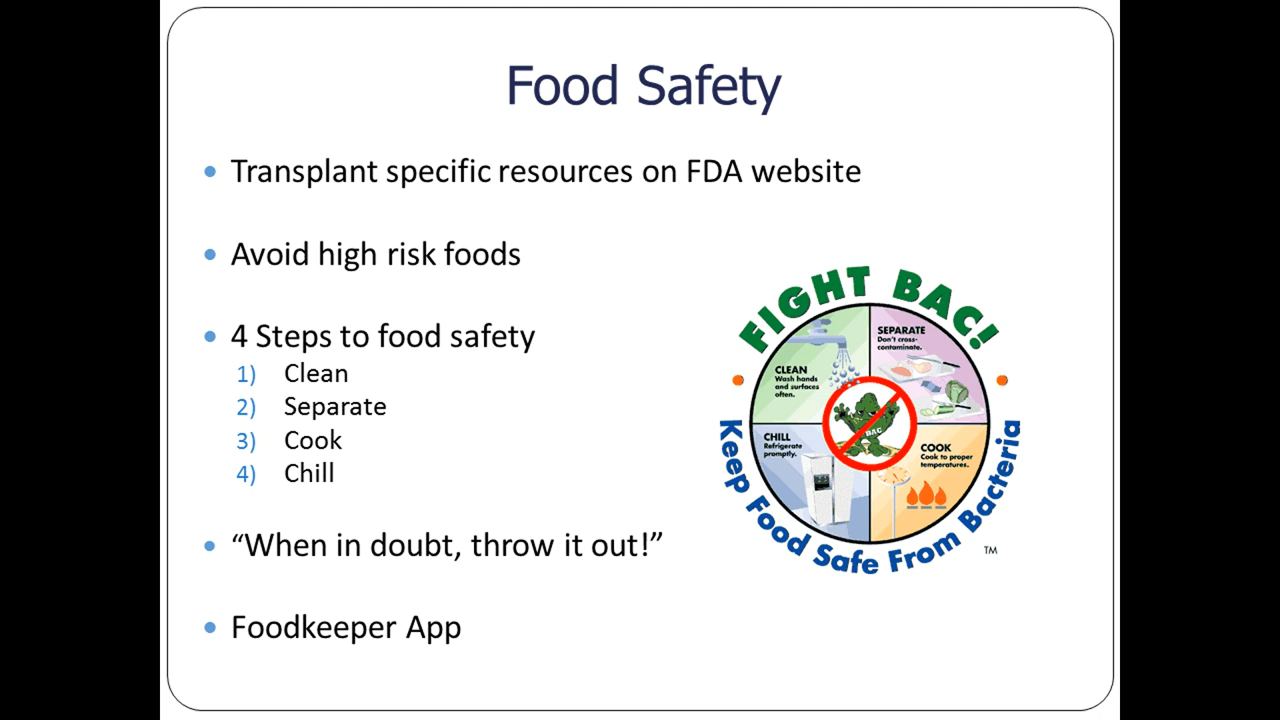 Food Safety
• Transplant specific resources on FDA website
• Avoid high risk foods
• 4 Steps to food safety
1) Clean
2) Separate
3) Cook
4) Chill
• “When in doubt, throw it out!”
• Foodkeeper App
FIGHT BAC!
CLEAN
Wash hands
and surfaces
often.
SEPARATE
Don't cross-
contaminate.
BAC
CHILL
Refrigerate
promptly.
COOK
Cook to proper
temperatures.
Keep Food Safe From Bacteria
TM